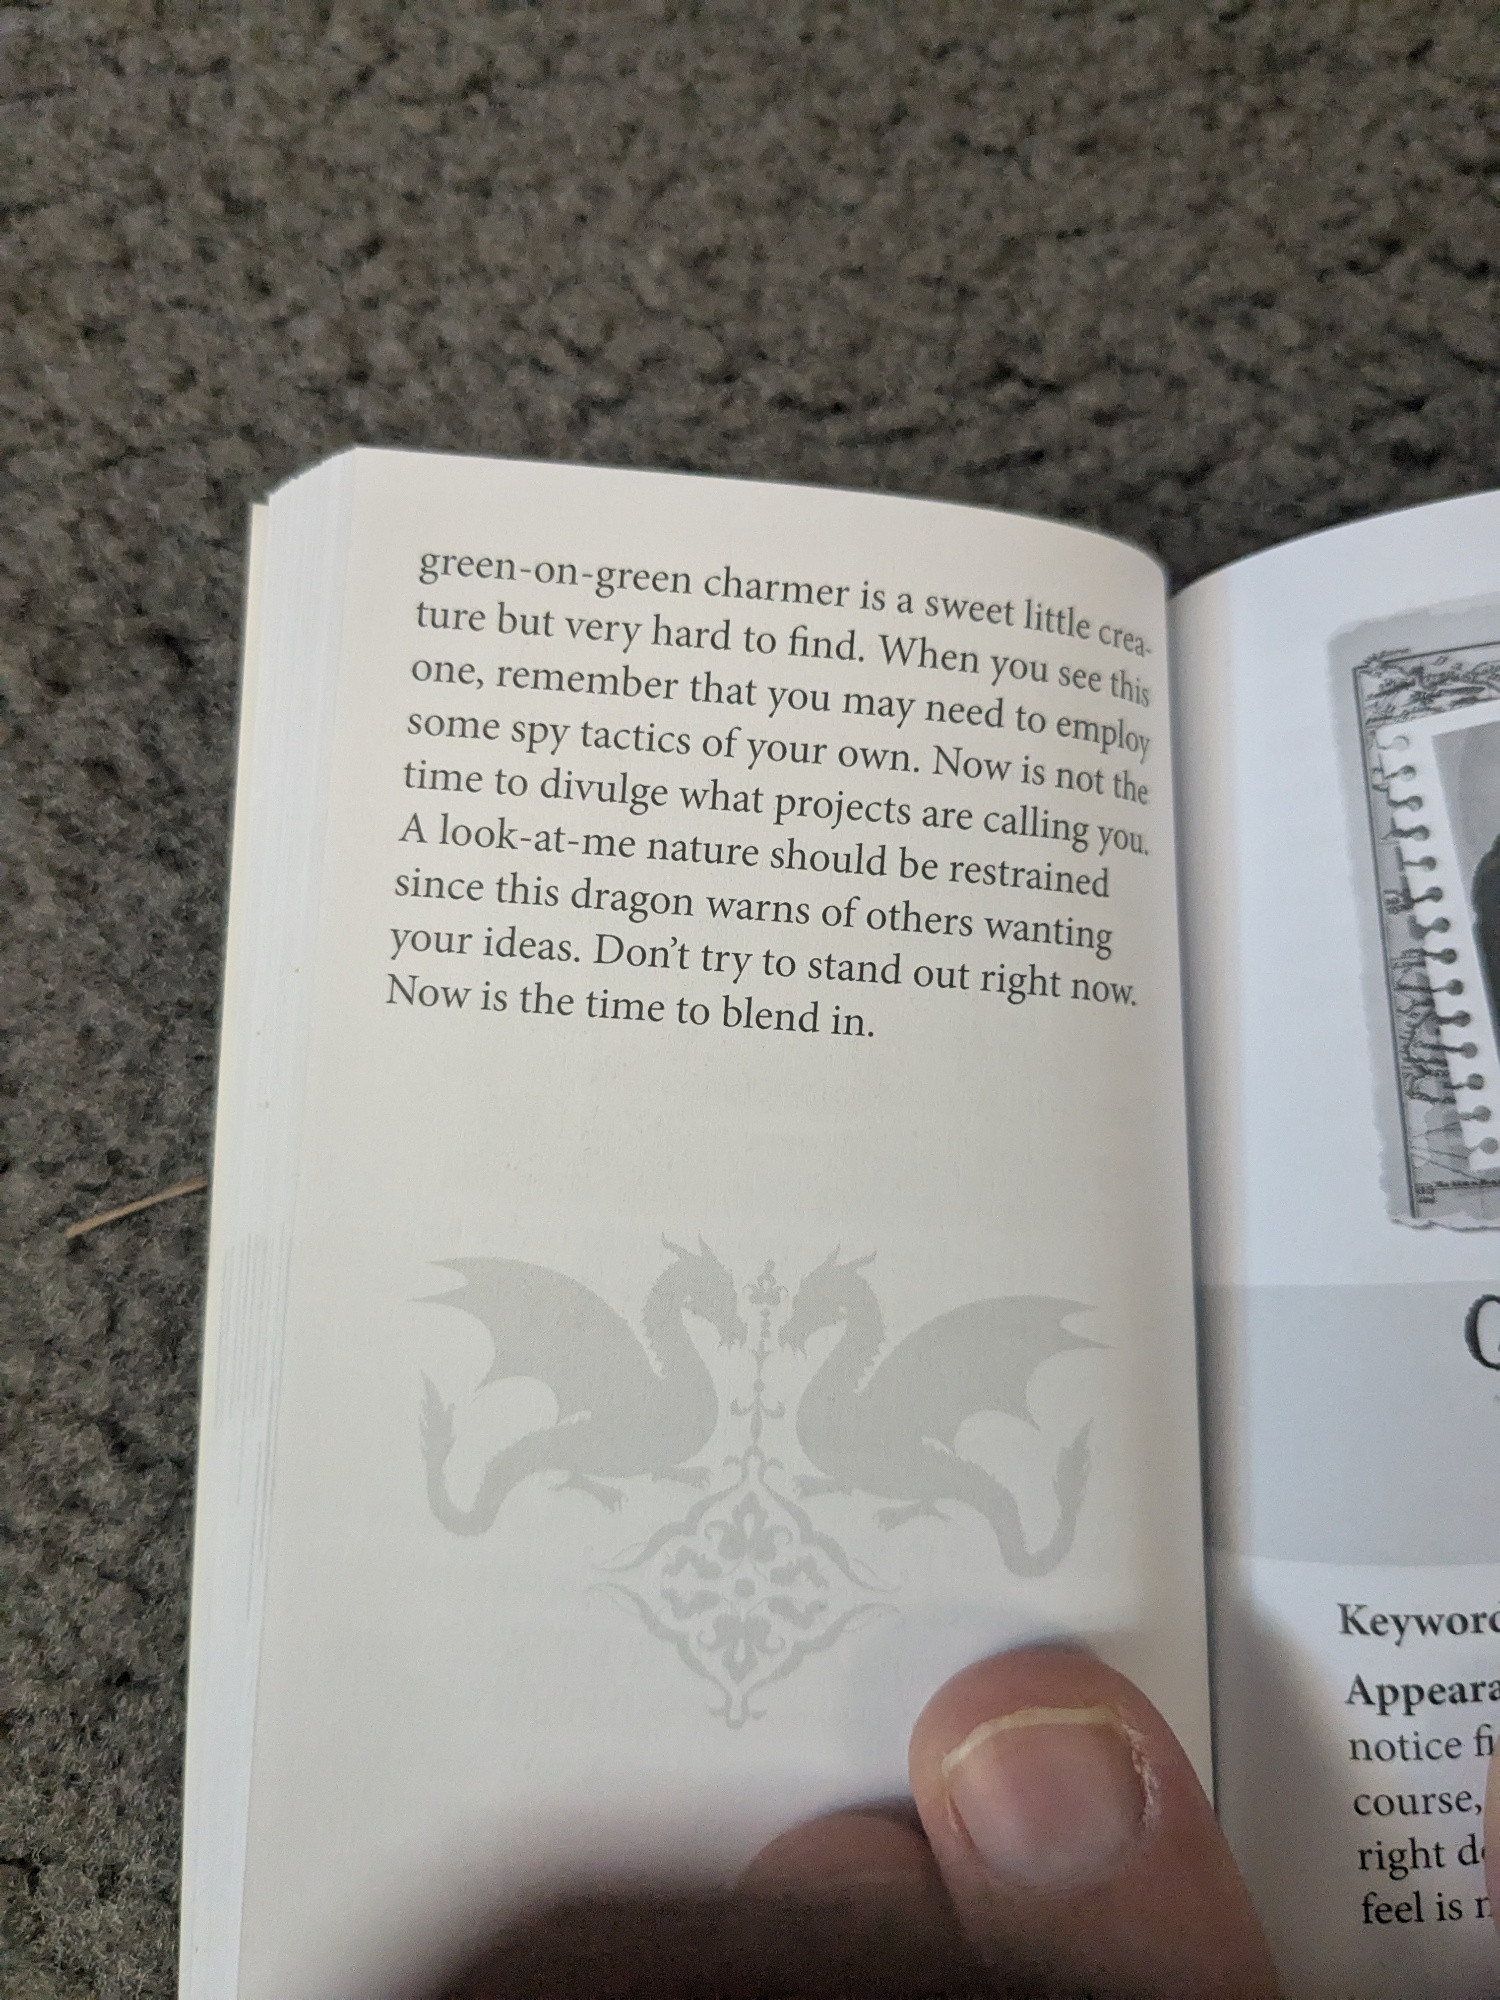 green-on-green charmer is a sweet little crea-
ture but very hard to find. When you see this
one, remember that you may need to employ
some spy tactics of your own. Now is not the
time to divulge what projects are calling you.
A look-at-me nature should be restrained
since this dragon warns of others wanting
your ideas. Don't try to stand out right now.
Now is the time to blend in.
Keyword
Appeara
notice fi
course,
right d
feel is